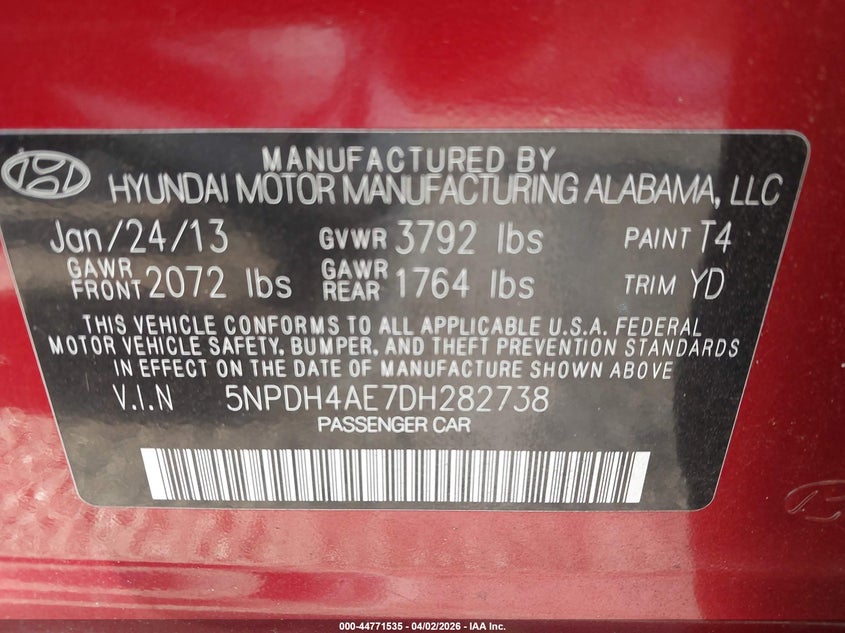 MANUFACTURED BY
HYUNDAI MOTOR MANUFACTURING ALABAMA, LLC
Jan/24/13 GVWR 3792 lbs PAINT T4
GAWR FRONT 2072 lbs GAWR REAR 1764 lbs TRIM YD
THIS VEHICLE CONFORMS TO ALL APPLICABLE U.S.A. FEDERAL
MOTOR VEHICLE SAFETY, BUMPER, AND THEFT PREVENTION STANDARDS
IN EFFECT ON THE DATE OF MANUFACTURE SHOWN ABOVE
V.I.N 5NPDH4AE7DH282738
PASSENGER CAR
000-44771535 - 04/02/2026 - IAA Inc.